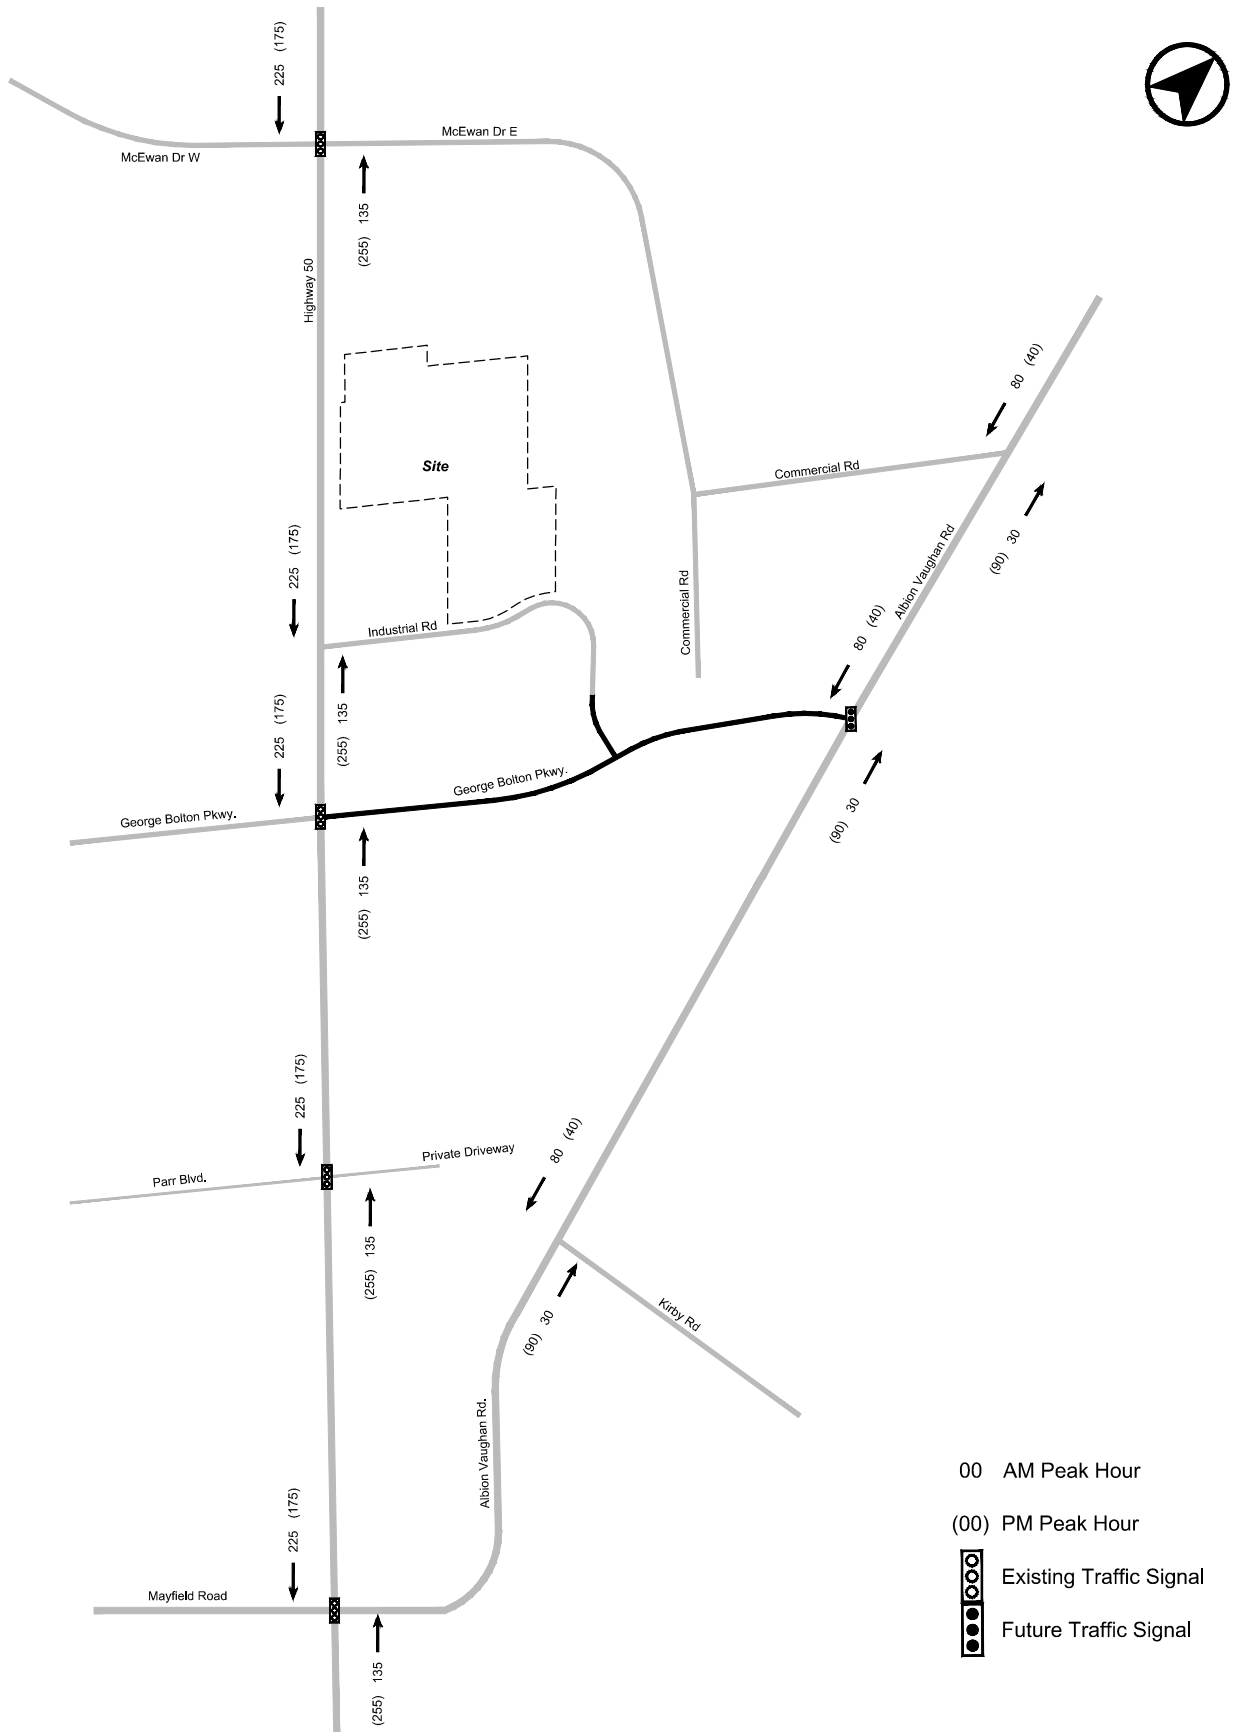 225 (175)
McEwan Dr E
McEwan Dr W
(255) 135
Highway 50
80 (40)
Site
Commercial Rd
225 (175)
(90) 30
Albion Vaughan Rd
Industrial Rd
Commercial Rd
80 (40)
(255) 135
225 (175)
George Bolton Pkwy.
George Bolton Pkwy.
(90) 30
(255) 135
225 (175)
80 (40)
Private Driveway
Parr Blvd.
(255) 135
(90) 30
Kirby Rd
Albion Vaughan Rd.
00 AM Peak Hour
225 (175)
(00) PM Peak Hour
Existing Traffic Signal
Mayfield Road
Future Traffic Signal
(255) 135